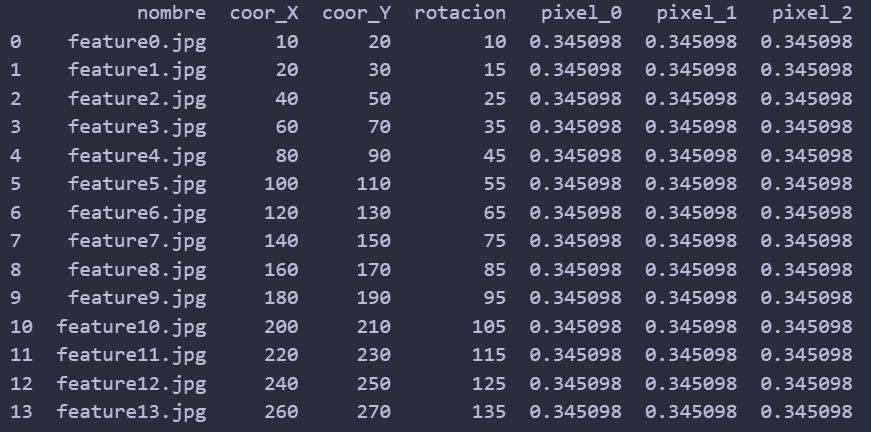 nombre coor_X coor_Y rotacion pixel_0 pixel_1 pixel_2
0 feature0.jpg 10 20 10 0.345098 0.345098 0.345098
1 feature1.jpg 20 30 15 0.345098 0.345098 0.345098
2 feature2.jpg 40 50 25 0.345098 0.345098 0.345098
3 feature3.jpg 60 70 35 0.345098 0.345098 0.345098
4 feature4.jpg 80 90 45 0.345098 0.345098 0.345098
5 feature5.jpg 100 110 55 0.345098 0.345098 0.345098
6 feature6.jpg 120 130 65 0.345098 0.345098 0.345098
7 feature7.jpg 140 150 75 0.345098 0.345098 0.345098
8 feature8.jpg 160 170 85 0.345098 0.345098 0.345098
9 feature9.jpg 180 190 95 0.345098 0.345098 0.345098
10 feature10.jpg 200 210 105 0.345098 0.345098 0.345098
11 feature11.jpg 220 230 115 0.345098 0.345098 0.345098
12 feature12.jpg 240 250 125 0.345098 0.345098 0.345098
13 feature13.jpg 260 270 135 0.345098 0.345098 0.345098